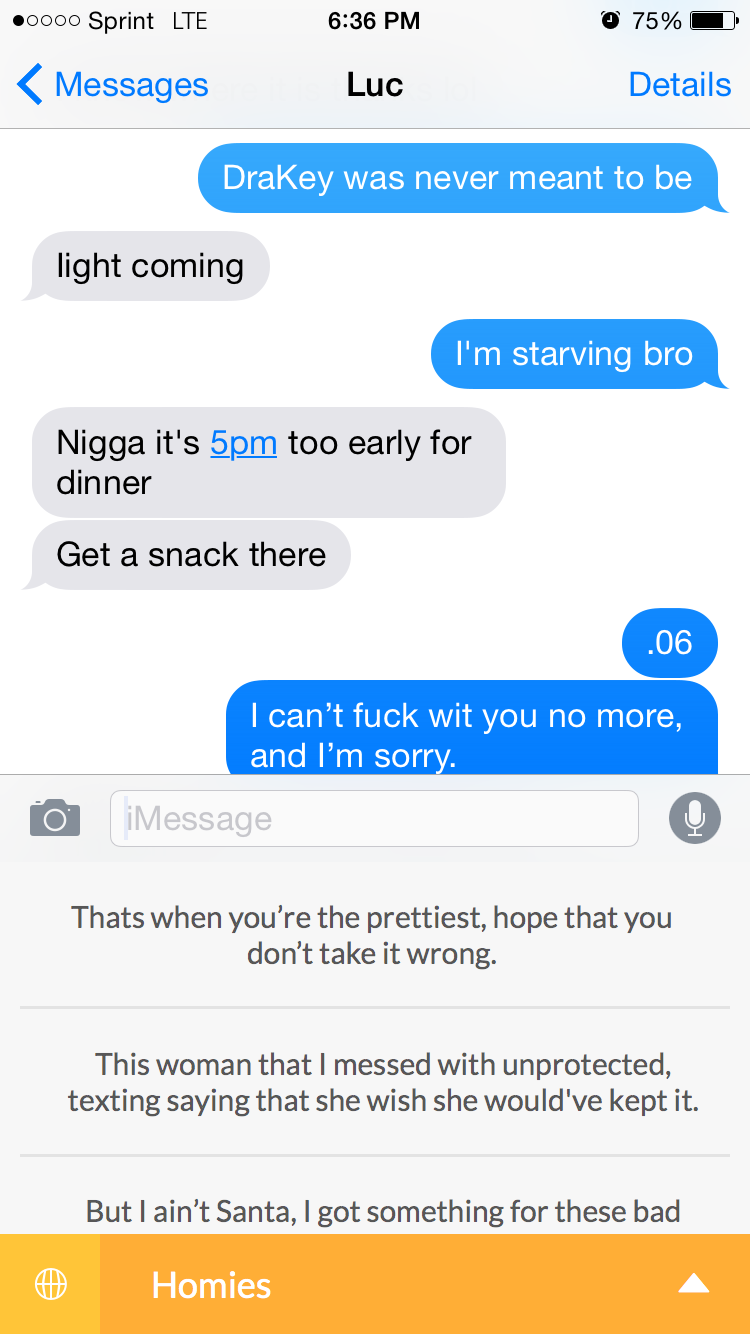 Sprint LTE 6:36 PM 75%
Messages Luc Details
DraKey was never meant to be
light coming
I'm starving bro
Nigga it's 5pm too early for
dinner
Get a snack there
.06
I can’t fuck wit you no more,
and I’m sorry.
iMessage
Thats when you’re the prettiest, hope that you
don’t take it wrong.
This woman that I messed with unprotected,
texting saying that she wish she would've kept it.
But I ain’t Santa, I got something for these bad
Homies